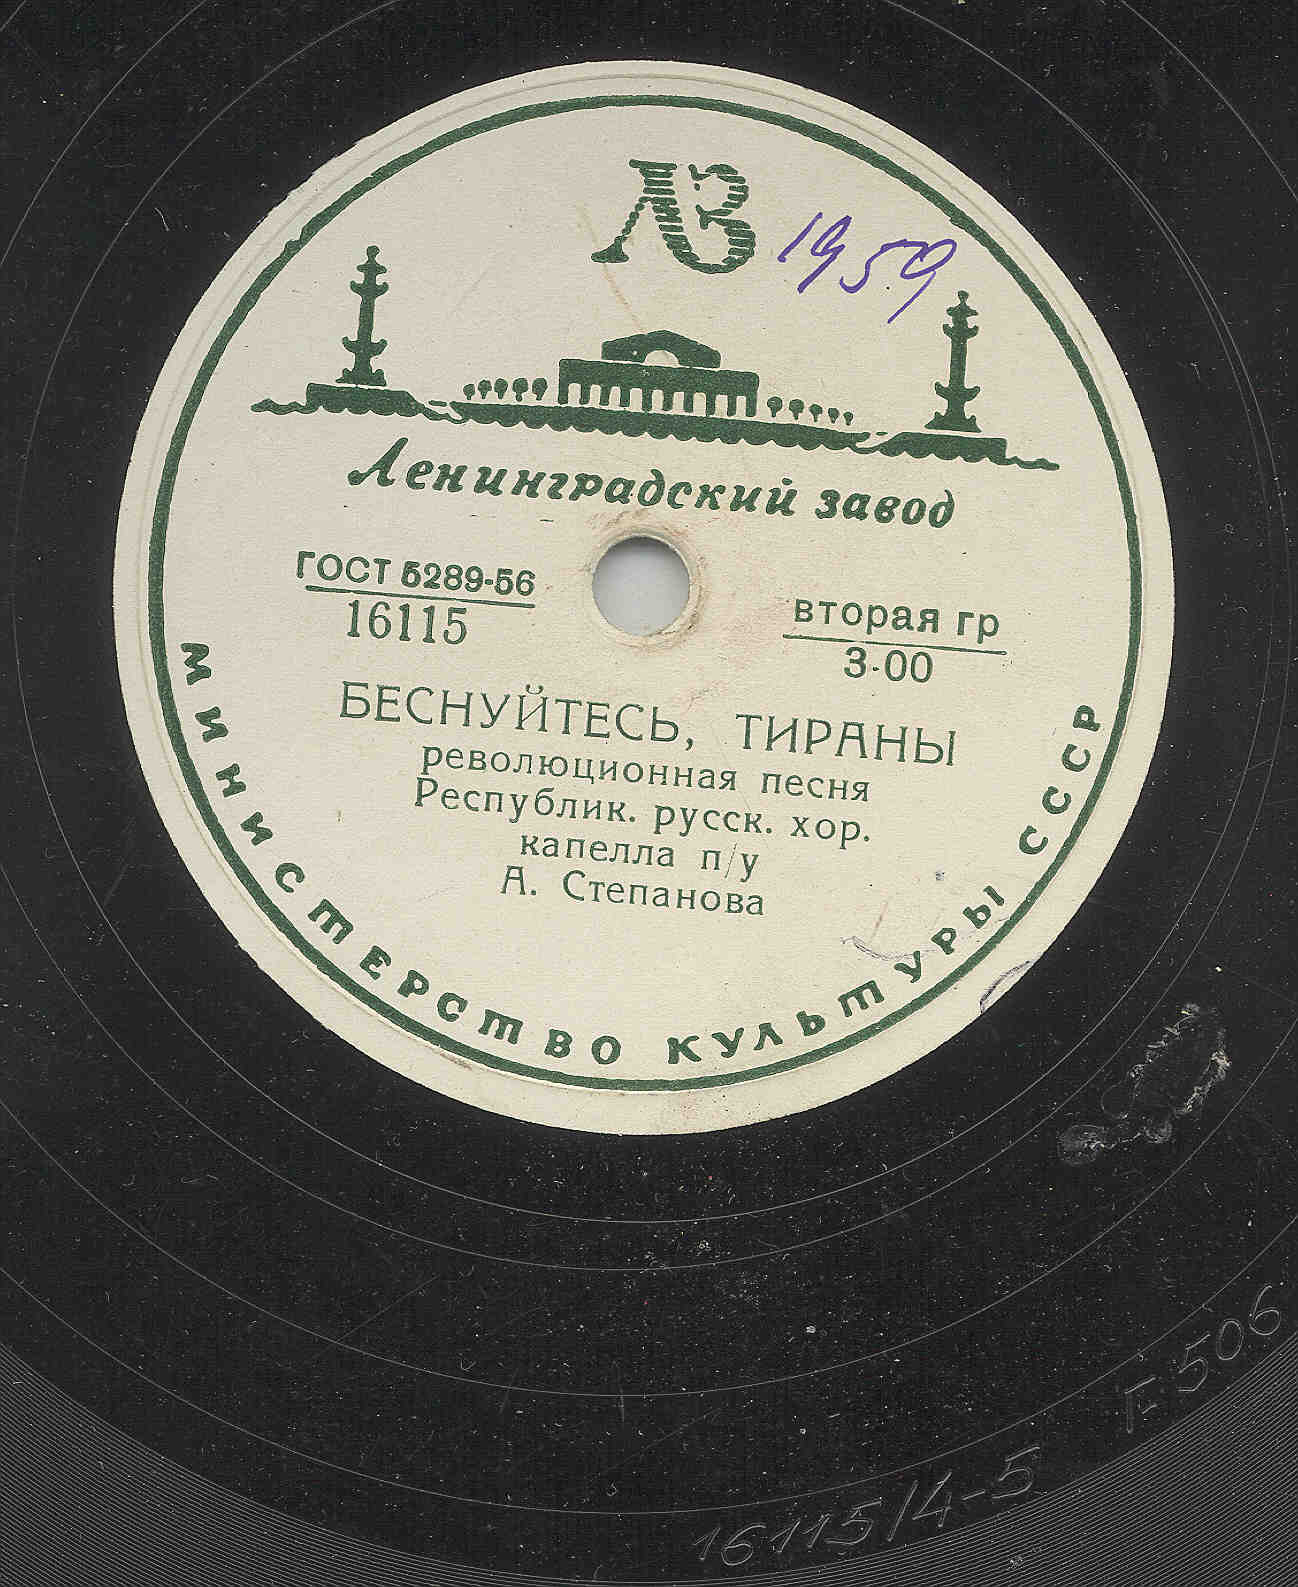 ЛЗ
1959
Ленинградский завод
ГОСТ 5289-56
16115
вторая гр
3-00
БЕСНУЙТЕСЬ, ТИРАНЫ
революционная песня
Республик. русск. хор.
капелла п/у
А. Степанова
МИНИСТЕРСТВО КУЛЬТУРЫ СССР
Г-506
16115/4-5